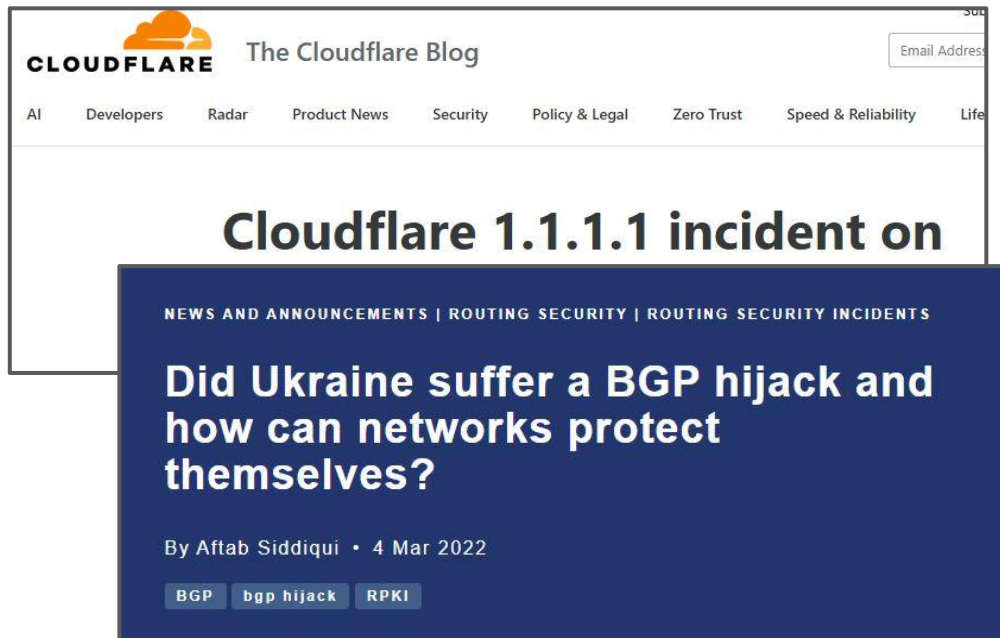 CLOUDFLARE
The Cloudflare Blog
Email Address
AI Developers Radar Product News Security Policy & Legal Zero Trust Speed & Reliability Life
Cloudflare 1.1.1.1 incident on
NEWS AND ANNOUNCEMENTS | ROUTING SECURITY | ROUTING SECURITY INCIDENTS
Did Ukraine suffer a BGP hijack and
how can networks protect
themselves?
By Aftab Siddiqui • 4 Mar 2022
BGP bgp hijack RPKI